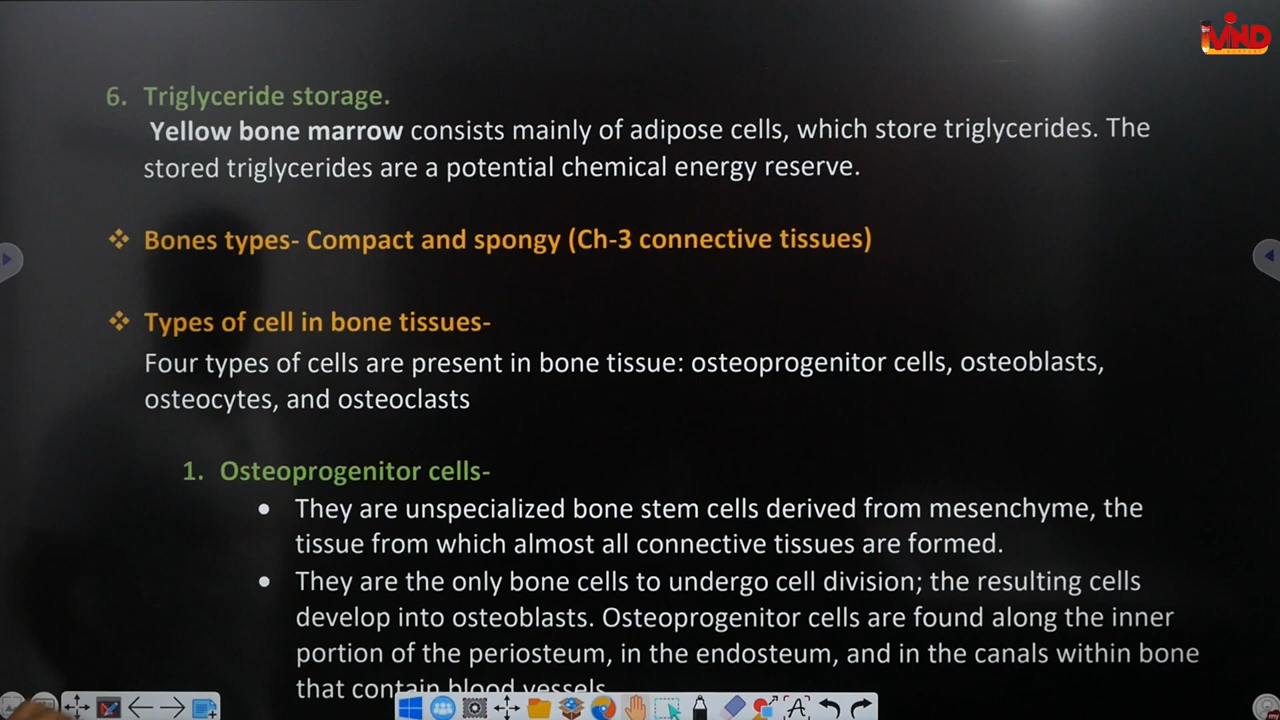 MND
6. Triglyceride storage.
Yellow bone marrow consists mainly of adipose cells, which store triglycerides. The
stored triglycerides are a potential chemical energy reserve.
❖ Bones types- Compact and spongy (Ch-3 connective tissues)
❖ Types of cell in bone tissues-
Four types of cells are present in bone tissue: osteoprogenitor cells, osteoblasts,
osteocytes, and osteoclasts
1. Osteoprogenitor cells-
• They are unspecialized bone stem cells derived from mesenchyme, the
tissue from which almost all connective tissues are formed.
• They are the only bone cells to undergo cell division; the resulting cells
develop into osteoblasts. Osteoprogenitor cells are found along the inner
portion of the periosteum, in the endosteum, and in the canals within bone
that contain blood vessels